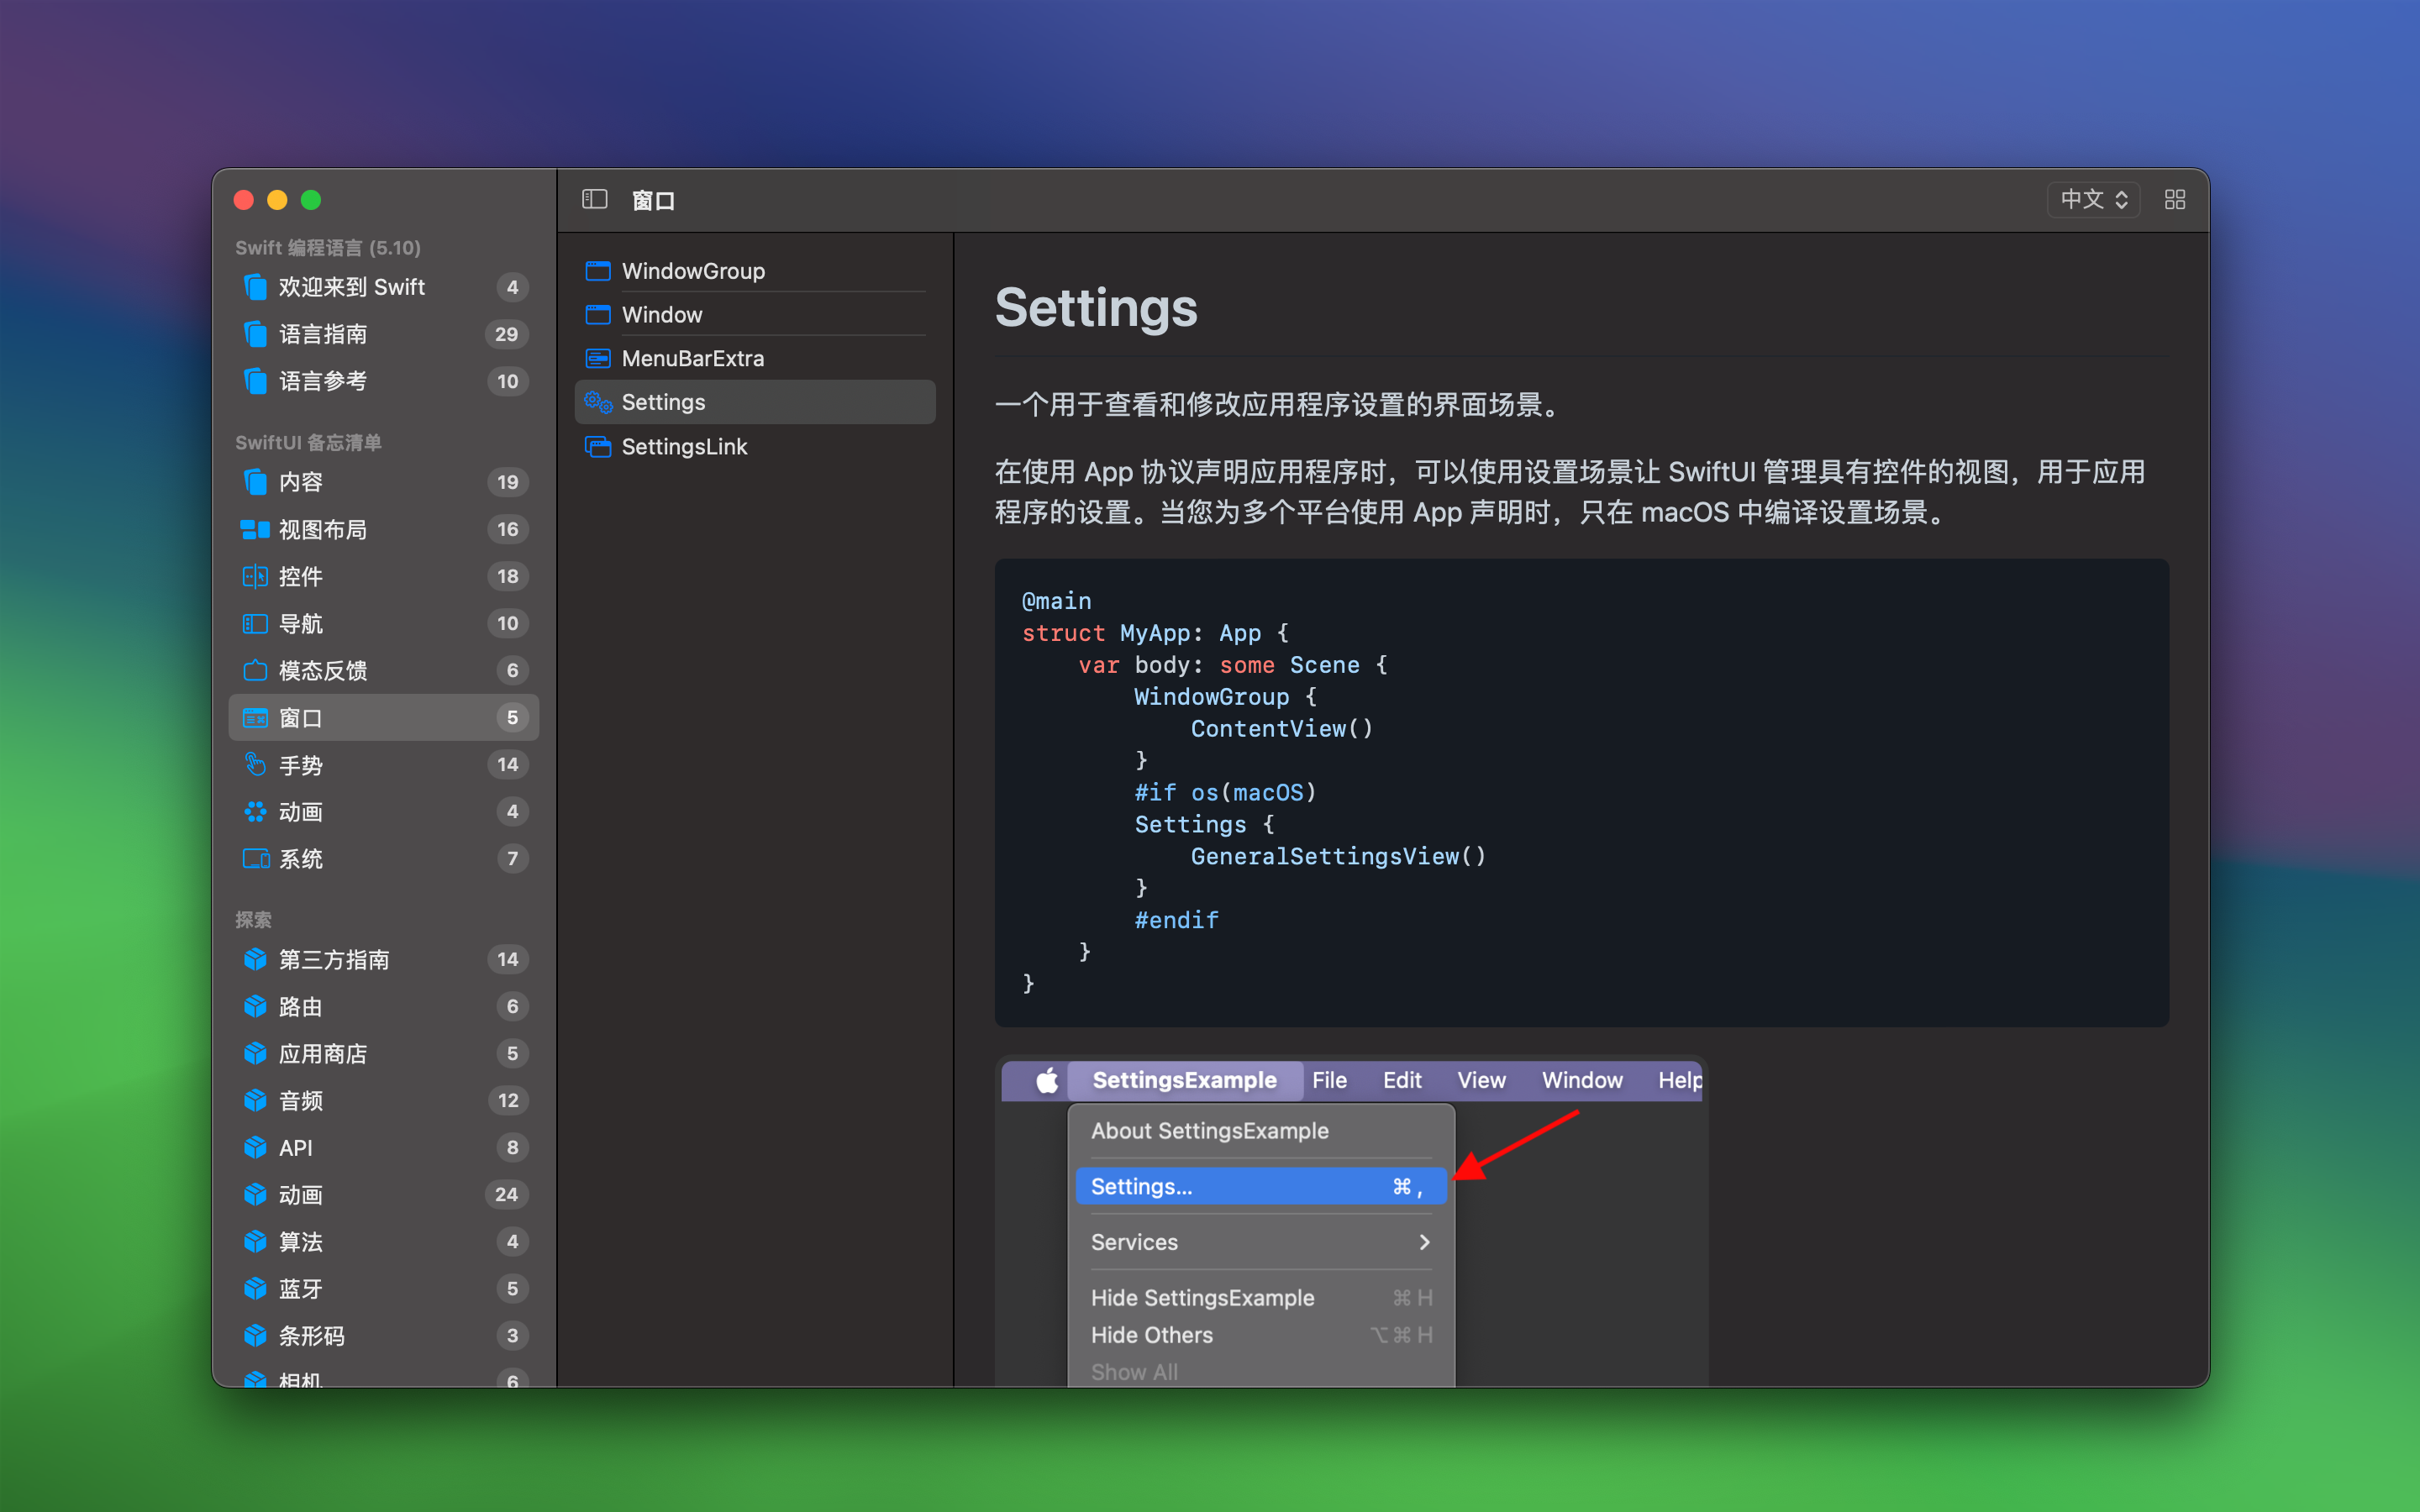 窗口
中文
Swift 编程语言 (5.10)
欢迎来到 Swift 4
语言指南 29
语言参考 10
SwiftUI 备忘清单
内容 19
视图布局 16
控件 18
导航 10
模态反馈 6
窗口 5
手势 14
动画 4
系统 7
探索
第三方指南 14
路由 6
应用商店 5
音频 12
API 8
动画 24
算法 4
蓝牙 5
条形码 3
相机 6
WindowGroup
Window
MenuBarExtra
Settings
SettingsLink
Settings
一个用于查看和修改应用程序设置的界面场景。
在使用 App 协议声明应用程序时，可以使用设置场景让 SwiftUI 管理具有控件的视图，用于应用
程序的设置。当您为多个平台使用 App 声明时，只在 macOS 中编译设置场景。
@main
struct MyApp: App {
    var body: some Scene {
        WindowGroup {
            ContentView()
        }
        #if os(macOS)
        Settings {
            GeneralSettingsView()
        }
        #endif
    }
}
SettingsExample File Edit View Window Help
About SettingsExample
Settings... ⌘ ,
Services
Hide SettingsExample ⌘ H
Hide Others ⌥ ⌘ H
Show All